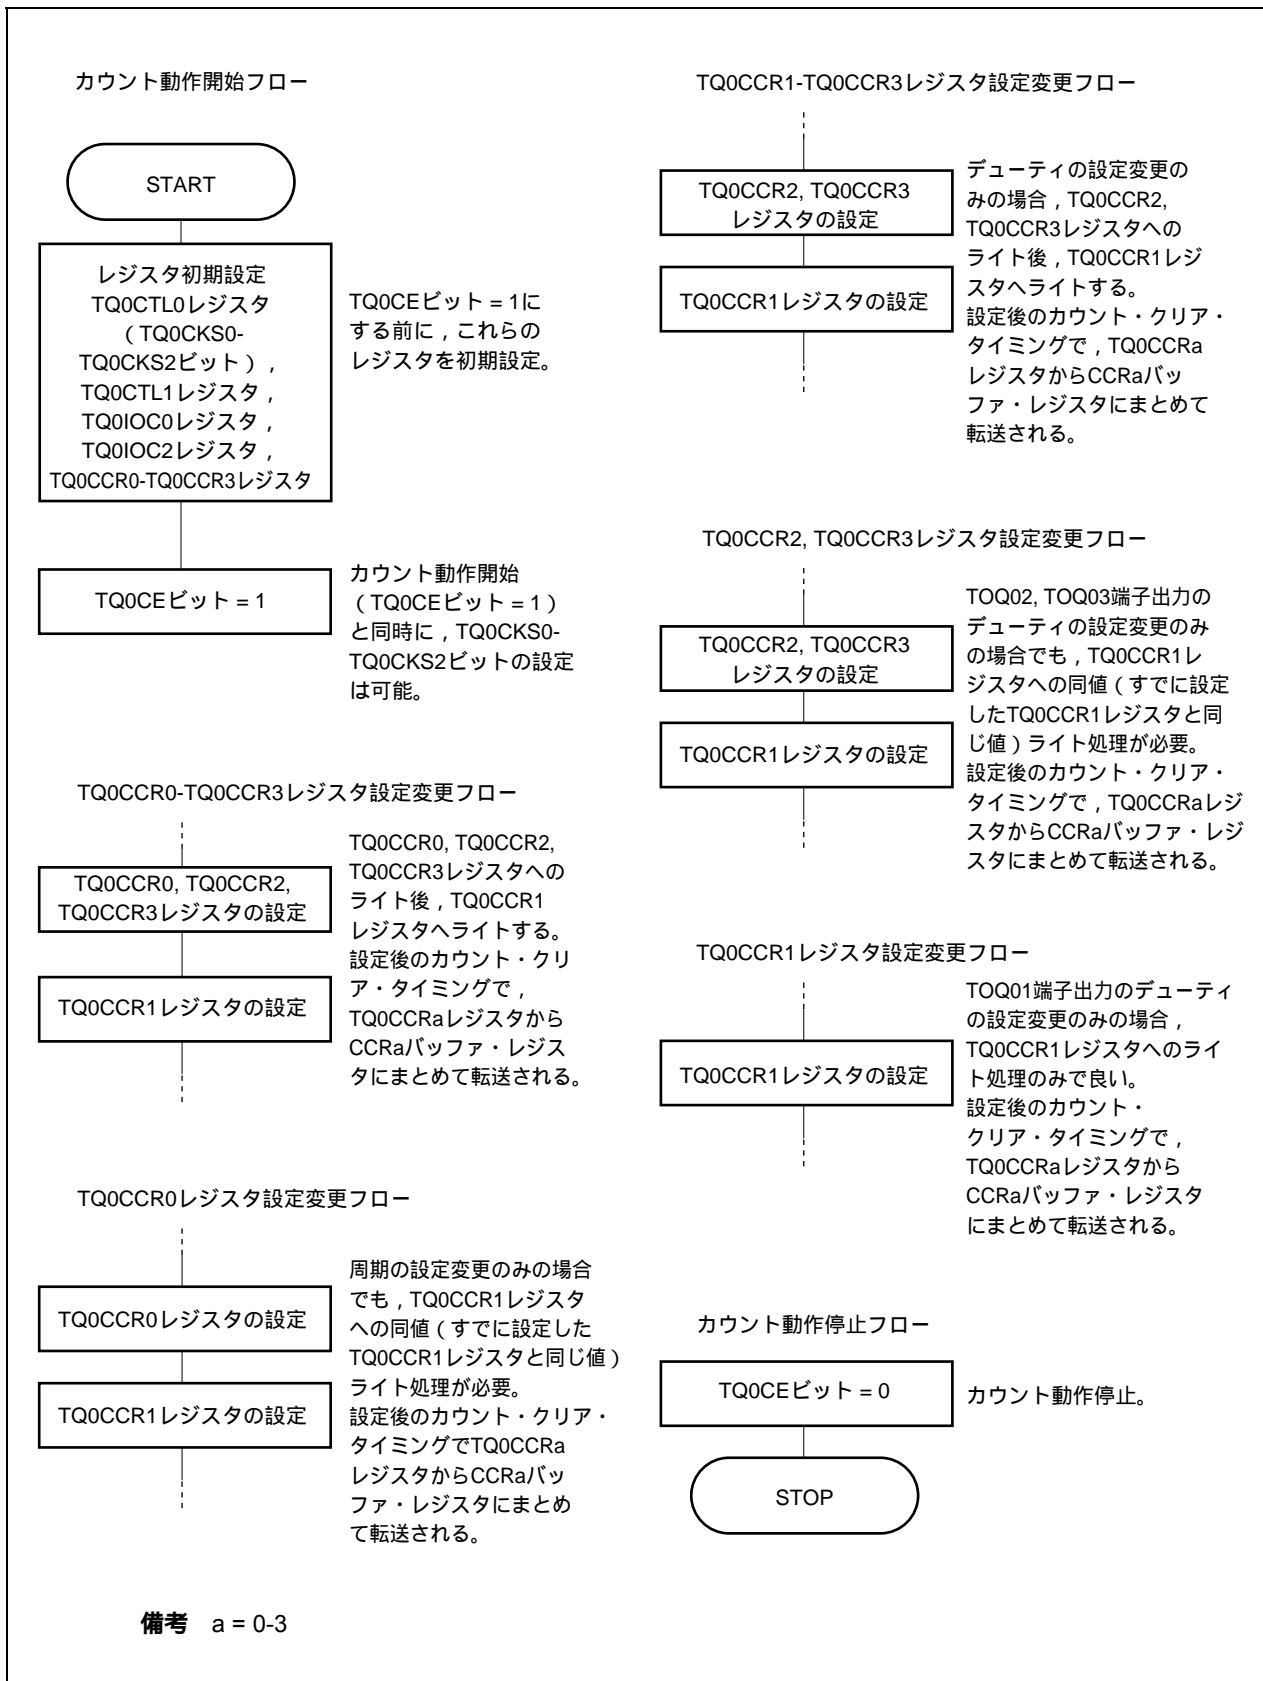 カウント動作開始フロー
START
レジスタ初期設定
TQ0CTL0レジスタ
(TQ0CKS0-
TQ0CKS2ビット),
TQ0CTL1レジスタ,
TQ0IOC0レジスタ,
TQ0IOC2レジスタ,
TQ0CCR0-TQ0CCR3レジスタ
TQ0CEビット = 1に
する前に,これらの
レジスタを初期設定。
TQ0CEビット = 1
カウント動作開始
(TQ0CEビット = 1)
と同時に,TQ0CKS0-
TQ0CKS2ビットの設定
は可能。
TQ0CCR0-TQ0CCR3レジスタ設定変更フロー
TQ0CCR0, TQ0CCR2,
TQ0CCR3レジスタの設定
TQ0CCR1レジスタの設定
TQ0CCR0, TQ0CCR2,
TQ0CCR3レジスタへの
ライト後,TQ0CCR1
レジスタへライトする。
設定後のカウント・クリ
ア・タイミングで,
TQ0CCRaレジスタから
CCRaバッファ・レジス
タにまとめて転送される。
TQ0CCR0レジスタ設定変更フロー
TQ0CCR0レジスタの設定
TQ0CCR1レジスタの設定
周期の設定変更のみの場合
でも,TQ0CCR1レジスタ
への同値(すでに設定した
TQ0CCR1レジスタと同じ値)
ライト処理が必要。
設定後のカウント・クリア・
タイミングでTQ0CCRa
レジスタからCCRaバッ
ファ・レジスタにまとめ
て転送される。
TQ0CCR1-TQ0CCR3レジスタ設定変更フロー
TQ0CCR2, TQ0CCR3
レジスタの設定
TQ0CCR1レジスタの設定
デューティの設定変更の
みの場合,TQ0CCR2,
TQ0CCR3レジスタへの
ライト後,TQ0CCR1レジ
スタへライトする。
設定後のカウント・クリア・
タイミングで,TQ0CCRa
レジスタからCCRaバッ
ファ・レジスタにまとめて
転送される。
TQ0CCR2, TQ0CCR3レジスタ設定変更フロー
TQ0CCR2, TQ0CCR3
レジスタの設定
TQ0CCR1レジスタの設定
TOQ02, TOQ03端子出力の
デューティの設定変更のみ
の場合でも,TQ0CCR1レ
ジスタへの同値(すでに設定
したTQ0CCR1レジスタと同
じ値)ライト処理が必要。
設定後のカウント・クリア・
タイミングで,TQ0CCRaレジ
スタからCCRaバッファ・レジ
スタにまとめて転送される。
TQ0CCR1レジスタ設定変更フロー
TQ0CCR1レジスタの設定
TOQ01端子出力のデューティ
の設定変更のみの場合,
TQ0CCR1レジスタへのライ
ト処理のみで良い。
設定後のカウント・
クリア・タイミングで,
TQ0CCRaレジスタから
CCRaバッファ・レジスタ
にまとめて転送される。
カウント動作停止フロー
TQ0CEビット = 0
カウント動作停止。
STOP
備考 a = 0-3